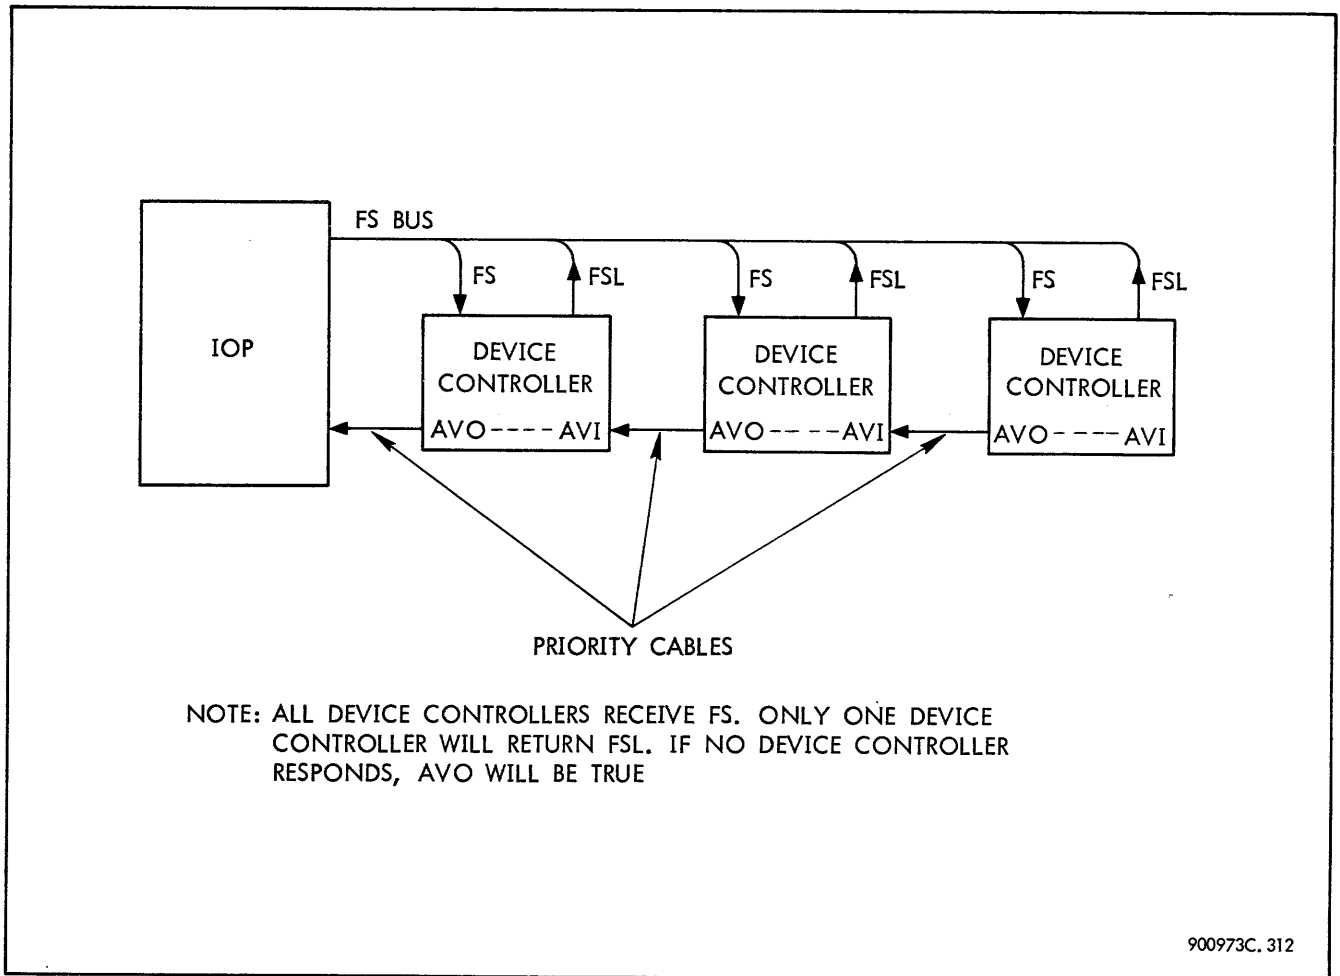 FS BUS
FS
FSL
FS
FSL
FS
FSL
IOP
DEVICE
CONTROLLER
AVO----AVI
DEVICE
CONTROLLER
AVO----AVI
DEVICE
CONTROLLER
AVO----AVI
PRIORITY CABLES
NOTE: ALL DEVICE CONTROLLERS RECEIVE FS. ONLY ONE DEVICE
CONTROLLER WILL RETURN FSL. IF NO DEVICE CONTROLLER
RESPONDS, AVO WILL BE TRUE
900973C.312